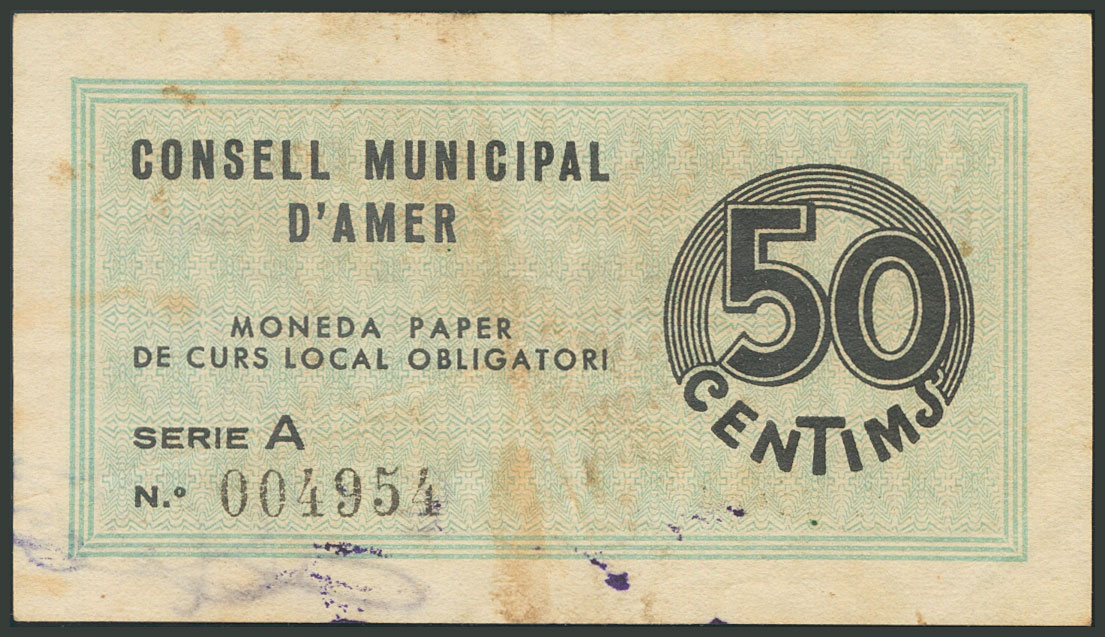 CONSELL MUNICIPAL
D'AMER
MONEDA PAPER
DE CURS LOCAL OBLIGATORI
SERIE A
N.º 004954
50
CENTIMS